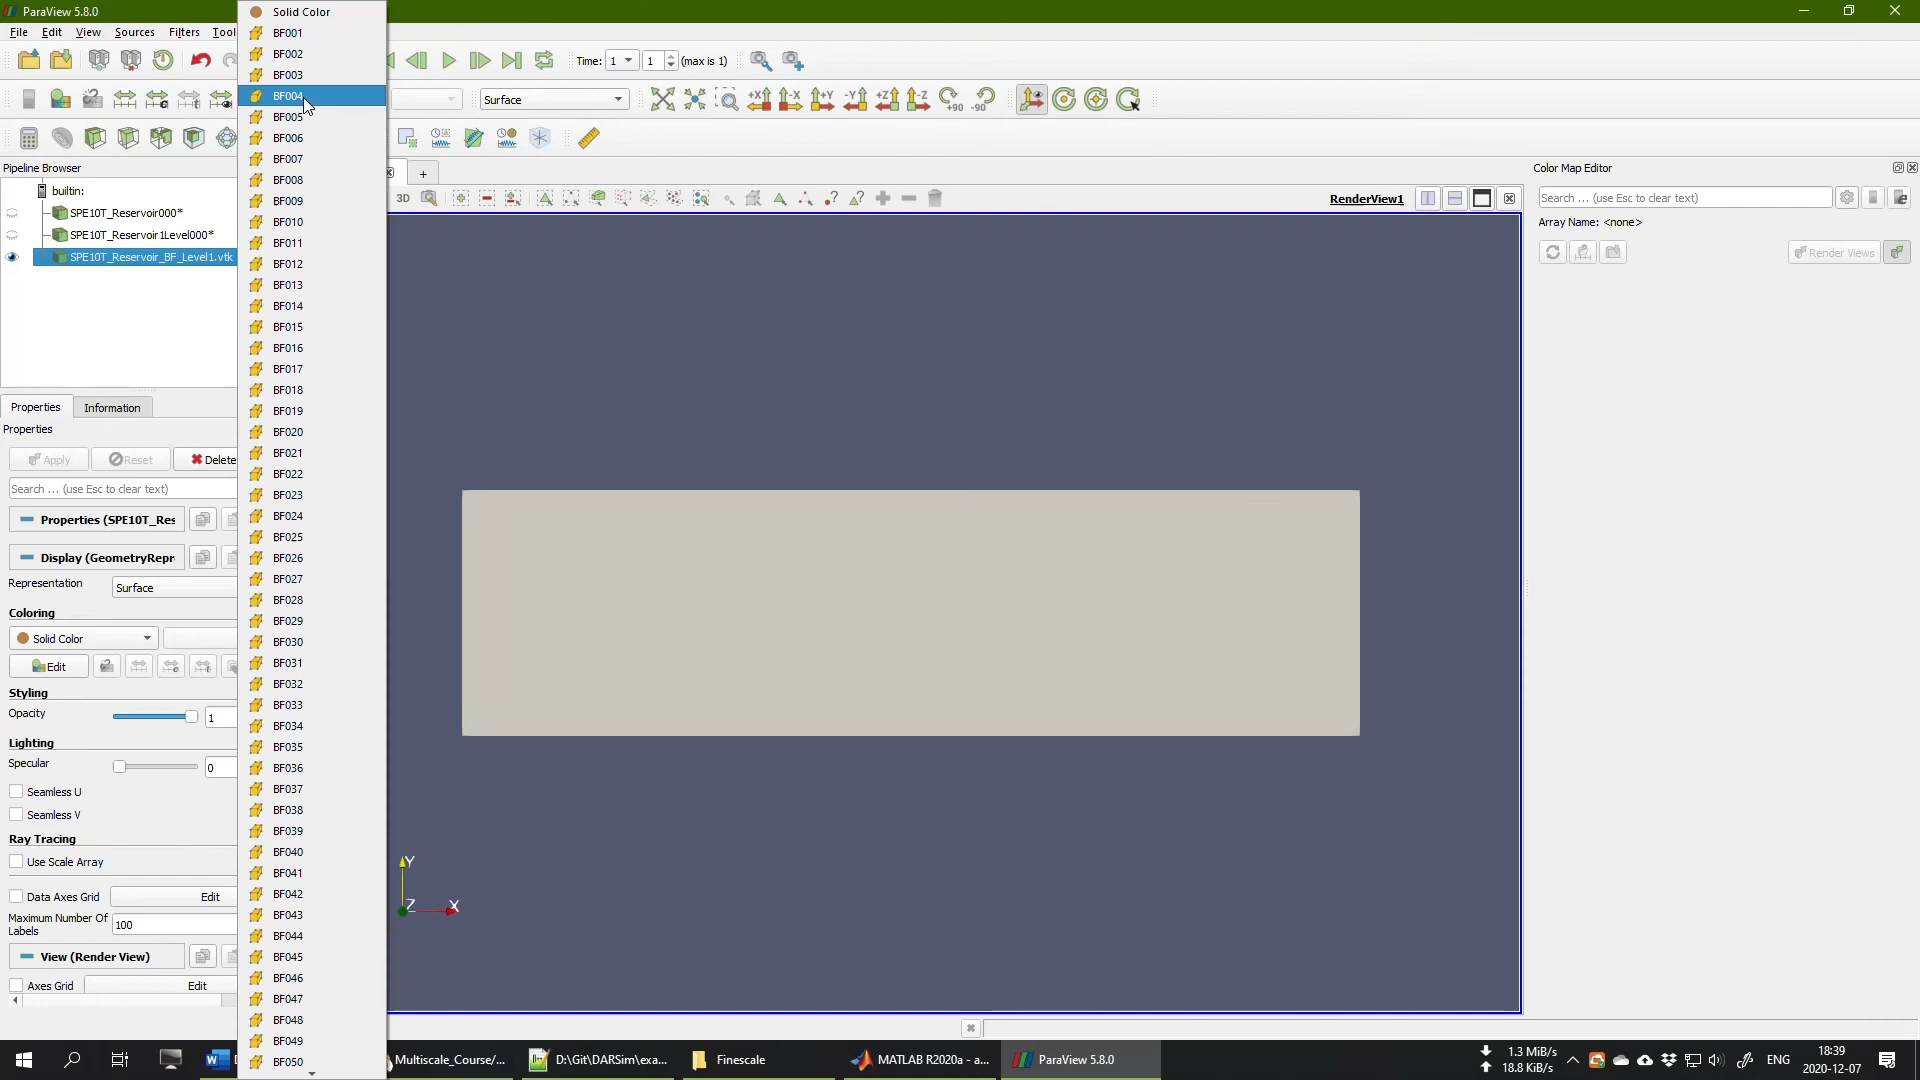 ParaView 5.8.0
File Edit View Sources Filters Tool
Time: 1 1 (max is 1)
Surface
+X -X +Y -Y +Z -Z +90 -90
Pipeline Browser
builtin:
SPE10T_Reservoir000*
SPE10T_Reservoir1Level000*
SPE10T_Reservoir_BF_Level1.vtk
Properties Information
Properties
Apply Reset Delete
Search ... (use Esc to clear text)
Properties (SPE10T_Res
Display (GeometryRepr
Representation Surface
Coloring
Solid Color
Edit
Styling
Opacity 1
Lighting
Specular 0
Seamless U
Seamless V
Ray Tracing
Use Scale Array
Data Axes Grid Edit
Maximum Number Of
Labels 100
View (Render View)
Axes Grid Edit
Solid Color
BF001
BF002
BF003
BF004
BF005
BF006
BF007
BF008
BF009
BF010
BF011
BF012
BF013
BF014
BF015
BF016
BF017
BF018
BF019
BF020
BF021
BF022
BF023
BF024
BF025
BF026
BF027
BF028
BF029
BF030
BF031
BF032
BF033
BF034
BF035
BF036
BF037
BF038
BF039
BF040
BF041
BF042
BF043
BF044
BF045
BF046
BF047
BF048
BF049
BF050
+
3D
RenderView1
Y
Z X
Color Map Editor
Search ... (use Esc to clear text)
Array Name: <none>
Render Views
Multiscale_Course/... D:\Git\DARSim\exa... Finescale MATLAB R2020a - a... ParaView 5.8.0
1.3 MiB/s
18.8 KiB/s
ENG
18:39
2020-12-07